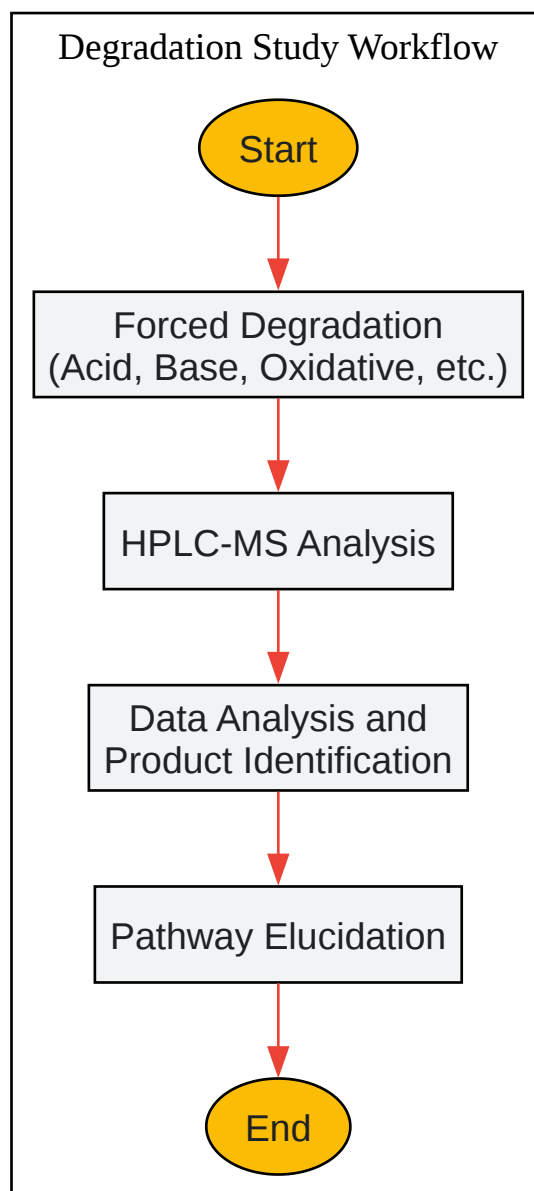 Degradation Study Workflow
Start
Forced Degradation
(Acid, Base, Oxidative, etc.)
HPLC-MS Analysis
Data Analysis and
Product Identification
Pathway Elucidation
End